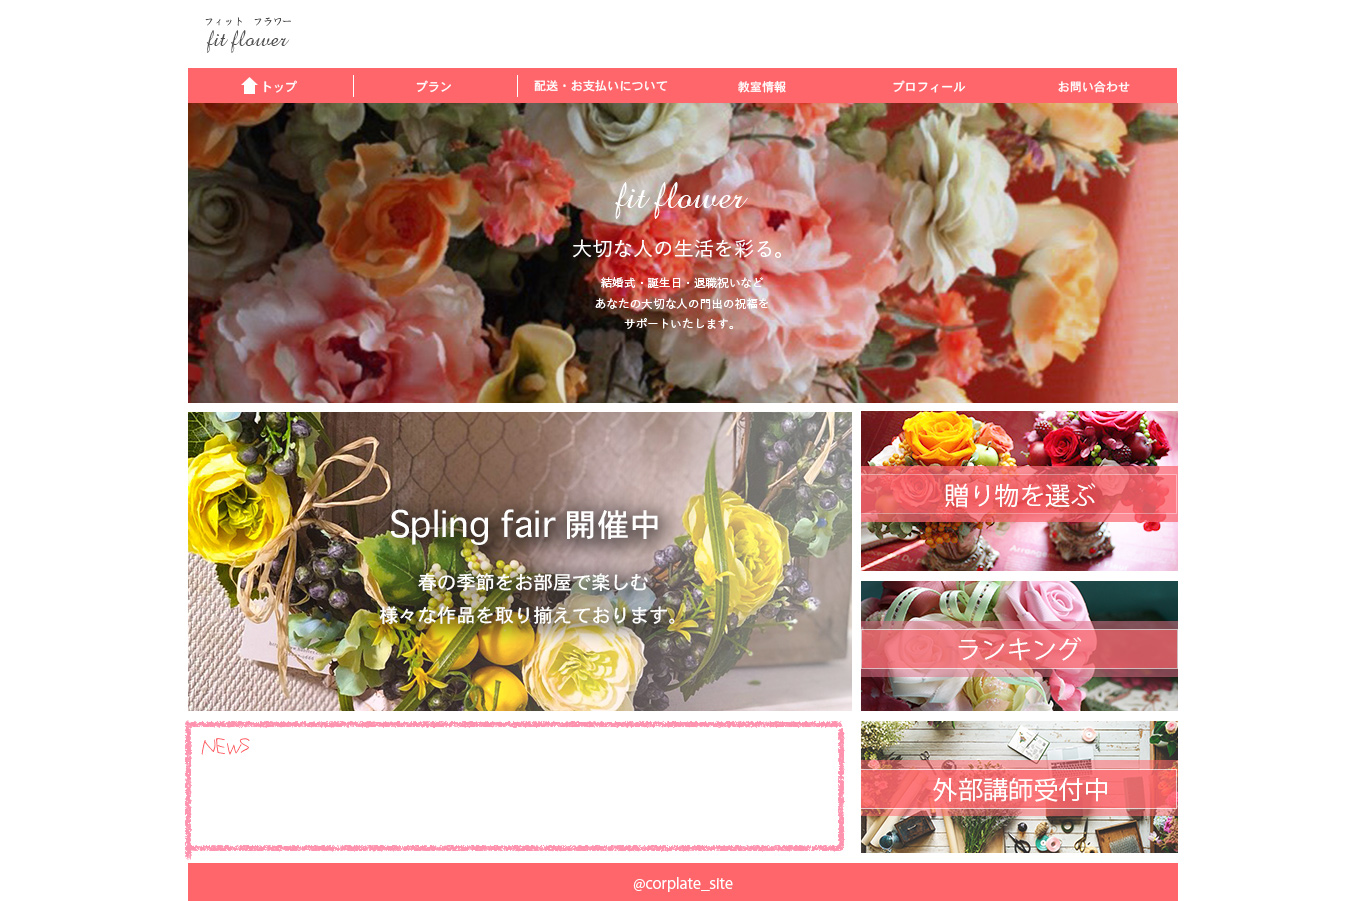 フィット フラワー
fit flower
トップ
プラン
配送・お支払いについて
教室情報
プロフィール
お問い合わせ
fit flower
大切な人の生活を彩る。
結婚式・誕生日・退職祝いなど
あなたの大切な人の門出の祝福を
サポートいたします。
Spling fair 開催中
春の季節をお部屋で楽しむ
様々な作品を取り揃えております。
贈り物を選ぶ
ランキング
NEWS
外部講師受付中
@corplate_site